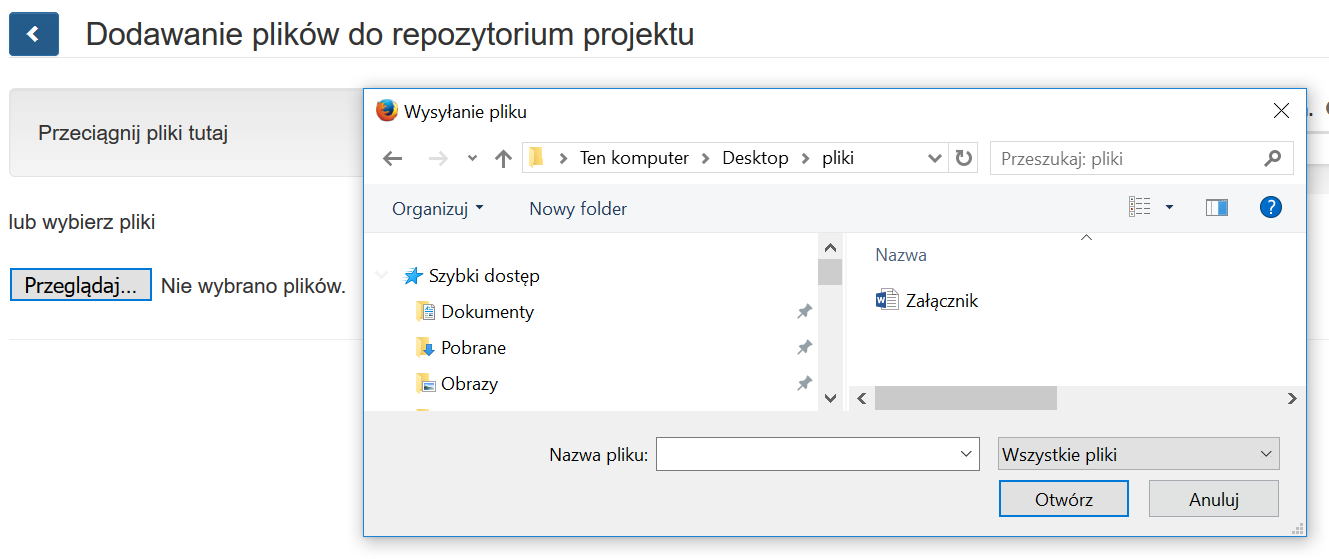 Dodawanie plików do repozytorium projektu
Przeciągnij pliki tutaj
lub wybierz pliki
Przeglądaj... Nie wybrano plików.
Wysyłanie pliku
Ten komputer Desktop pliki
Przeszukaj: pliki
Organizuj New folder
Szybki dostęp
Dokumenty
Pobrane
Obrazy
Nazwa
Załącznik
Nazwa pliku:
Wszystkie pliki
Otwórz Anuluj